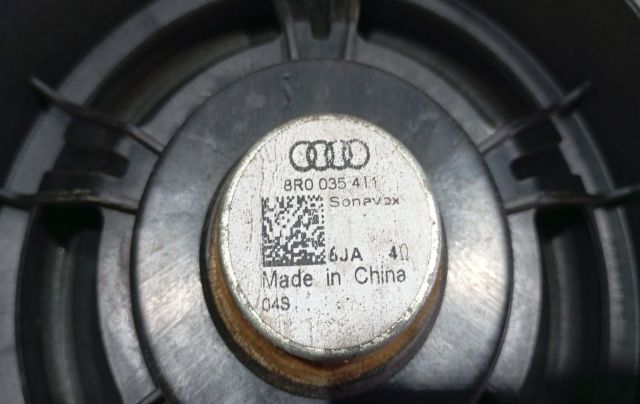 8R0 035 411
Sonavox
6JA 4Ω
Made in China
04S